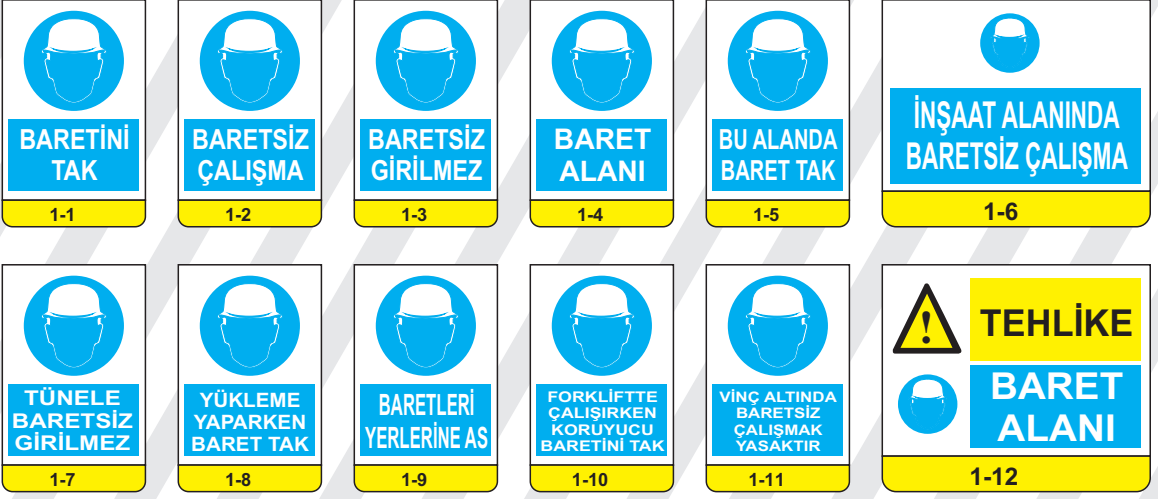 BARETİNİ
TAK
1-1
BARETSİZ
ÇALIŞMA
1-2
BARETSİZ
GİRİLMEZ
1-3
BARET
ALANI
1-4
BU ALANDA
BARET TAK
1-5
İNŞAAT ALANINDA
BARETSİZ ÇALIŞMA
1-6
TÜNELE
BARETSİZ
GİRİLMEZ
1-7
YÜKLEME
YAPARKEN
BARET TAK
1-8
BARETLERİ
YERLERİNE AS
1-9
FORKLİFTTE
ÇALIŞIRKEN
KORUYUCU
BARETİNİ TAK
1-10
VİNÇ ALTINDA
BARETSİZ
ÇALIŞMAK
YASAKTIR
1-11
!
TEHLİKE
BARET
ALANI
1-12